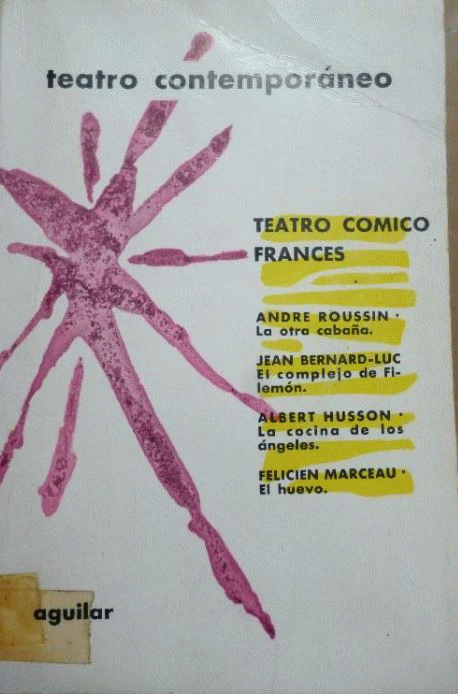 teatro contemporáneo
TEATRO COMICO
FRANCES
ANDRE ROUSSIN ·
La otra cabaña.
JEAN BERNARD-LUC
El complejo de Fi-
lemón.
ALBERT HUSSON ·
La cocina de los
ángeles.
FELICIEN MARCEAU ·
El huevo.
aguilar